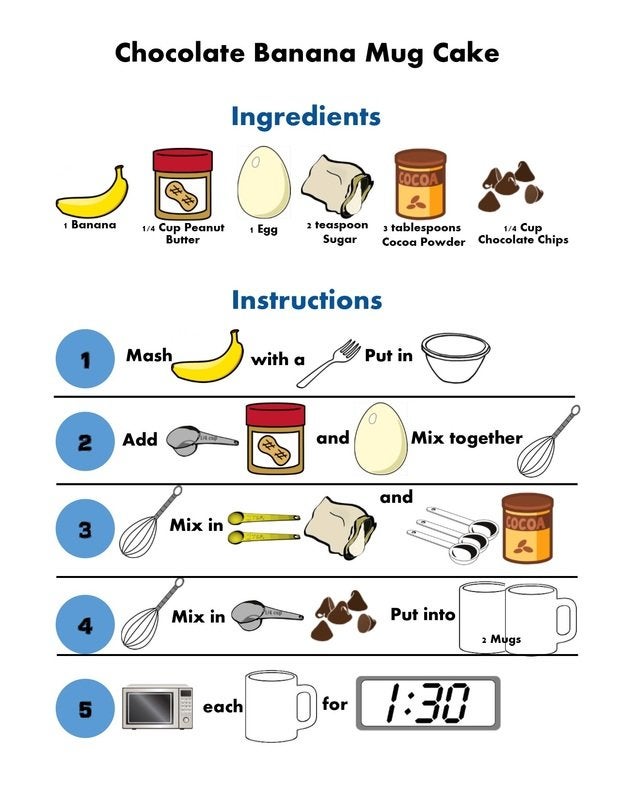 Chocolate Banana Mug Cake
Ingredients
COCOA
1 Banana
1/4 Cup Peanut
Butter
1 Egg
2 teaspoon
Sugar
3 tablespoons
Cocoa Powder
1/4 Cup
Chocolate Chips
Instructions
1 Mash with a Put in
2 Add 1/4 cup and Mix together
3 Mix in and COCOA
4 Mix in 1/4 cup Put into
2 Mugs
5 each for 1:30